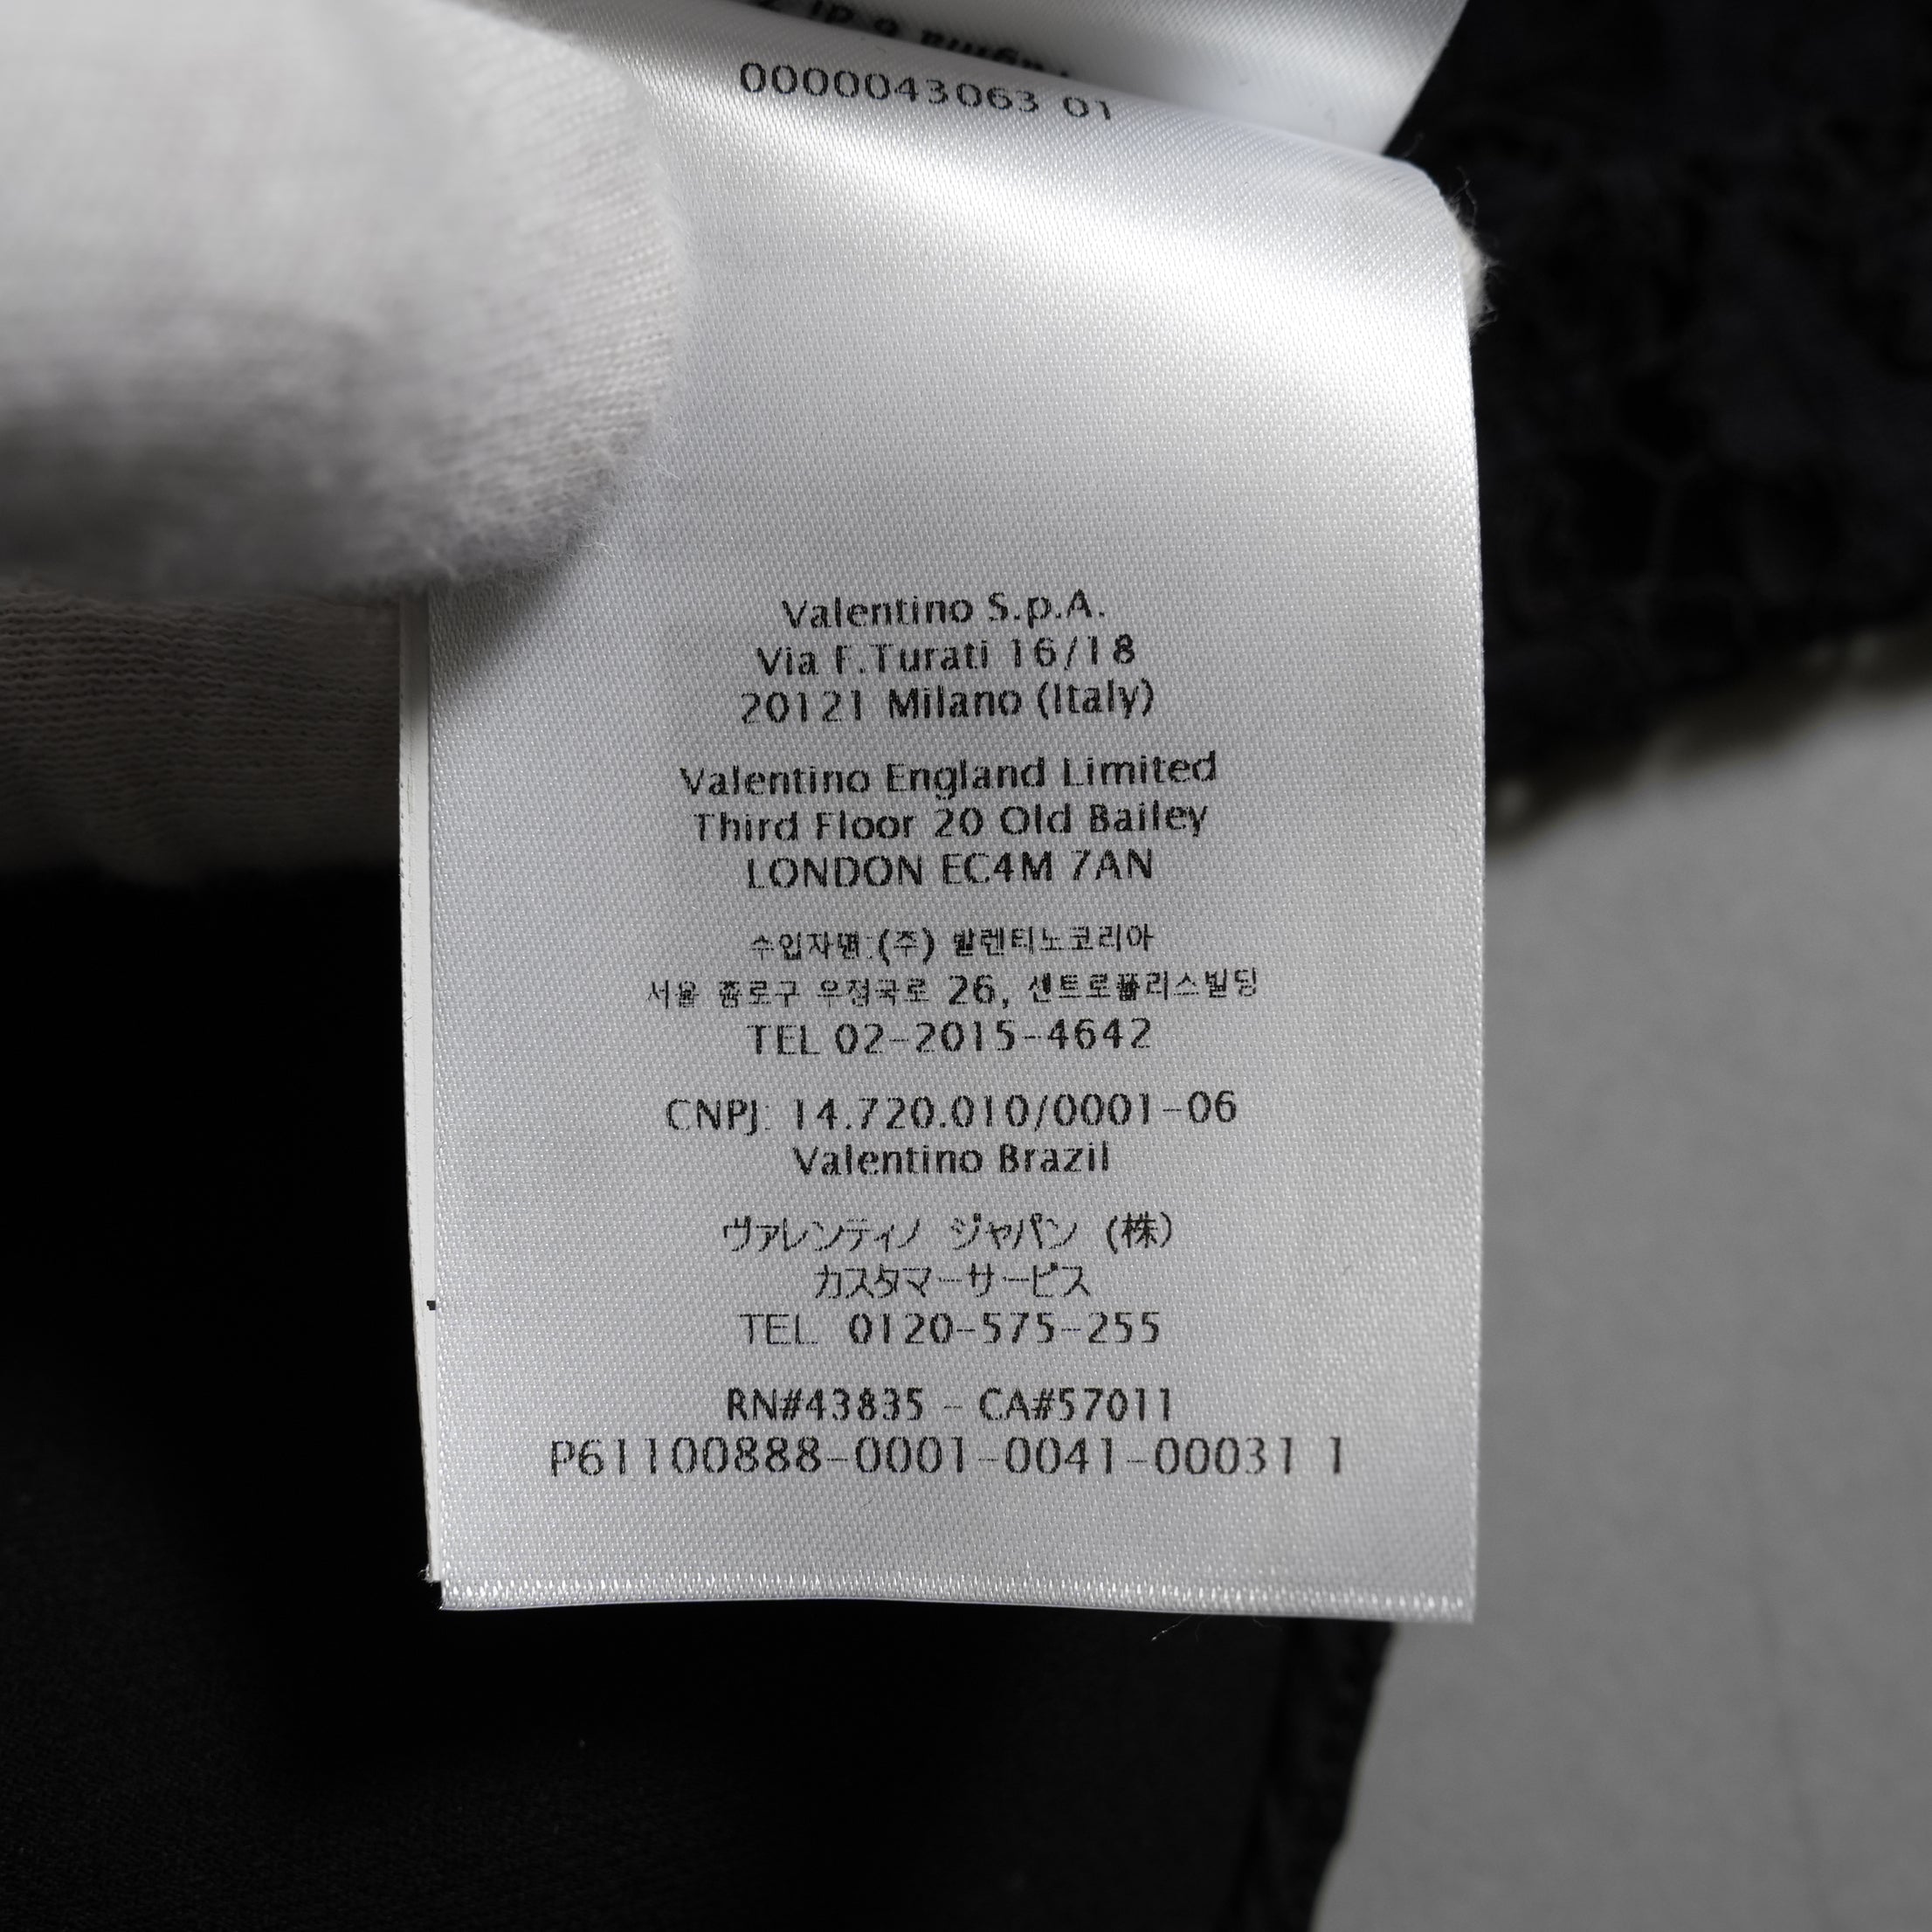 0000043063 01
Valentino S.p.A.
Via F.Turati 16/18
20121 Milano (Italy)
Valentino England Limited
Third Floor 20 Old Bailey
LONDON EC4M 7AN
수입자명:(주) 발렌티노코리아
서울 종로구 우정국로 26, 센트로폴리스빌딩
TEL 02-2015-4642
CNPJ: 14.720.010/0001-06
Valentino Brazil
ヴァレンティノ ジャパン (株)
カスタマーサービス
TEL 0120-575-255
RN#43835 - CA#57011
P61100888-0001-0041-00031 1